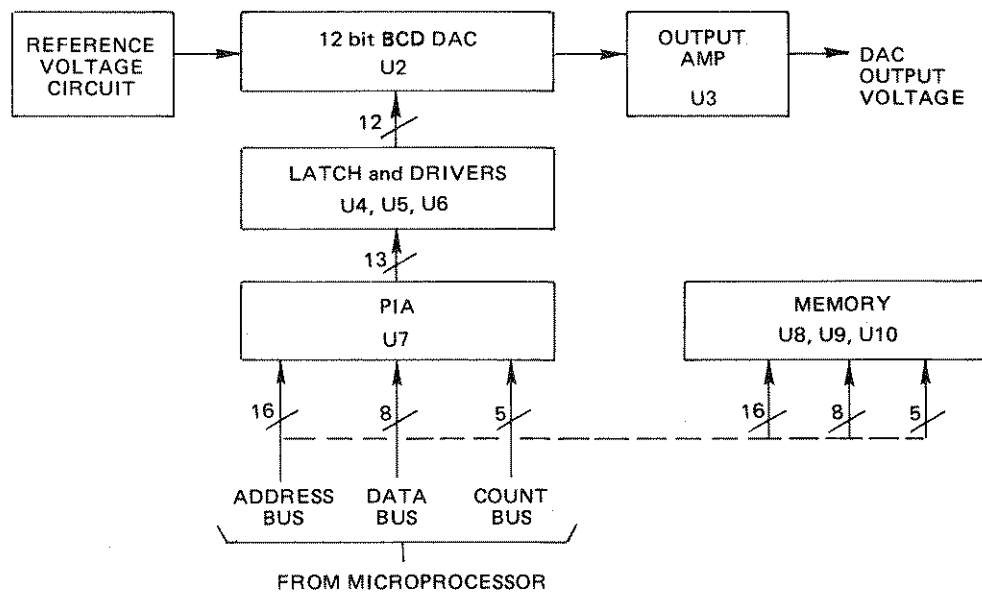 REFERENCE
VOLTAGE
CIRCUIT
12 bit BCD DAC
U2
OUTPUT
AMP
U3
DAC
OUTPUT
VOLTAGE
12
LATCH and DRIVERS
U4, U5, U6
13
PIA
U7
MEMORY
U8, U9, U10
16
8
5
16
8
5
ADDRESS
BUS
DATA
BUS
COUNT
BUS
FROM MICROPROCESSOR